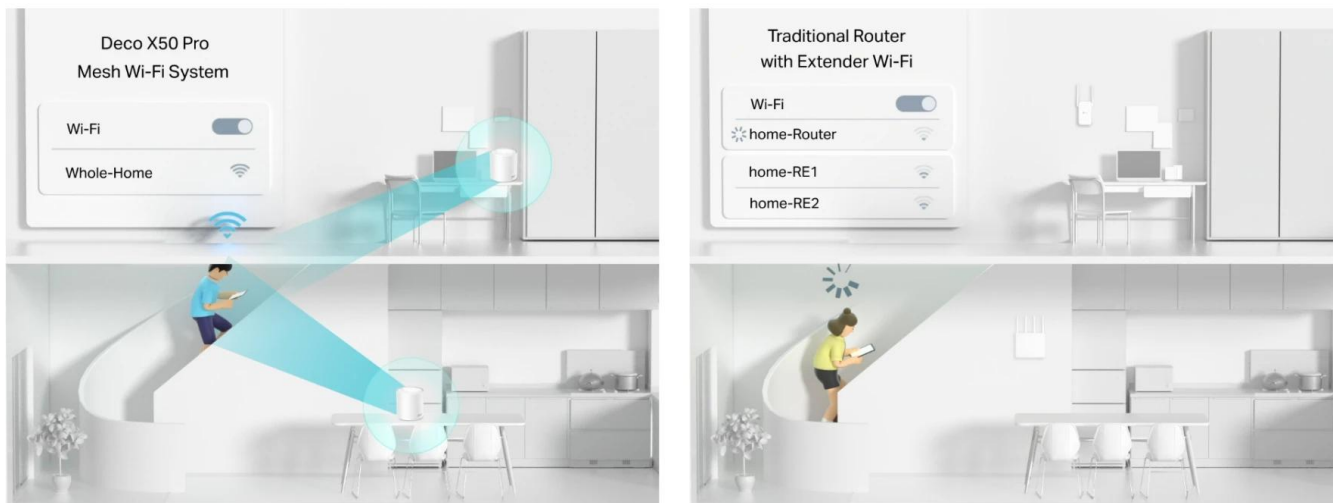 Deco X50 Pro
Mesh Wi-Fi System
Wi-Fi
Whole-Home
Traditional Router
with Extender Wi-Fi
Wi-Fi
home-Router
home-RE1
home-RE2